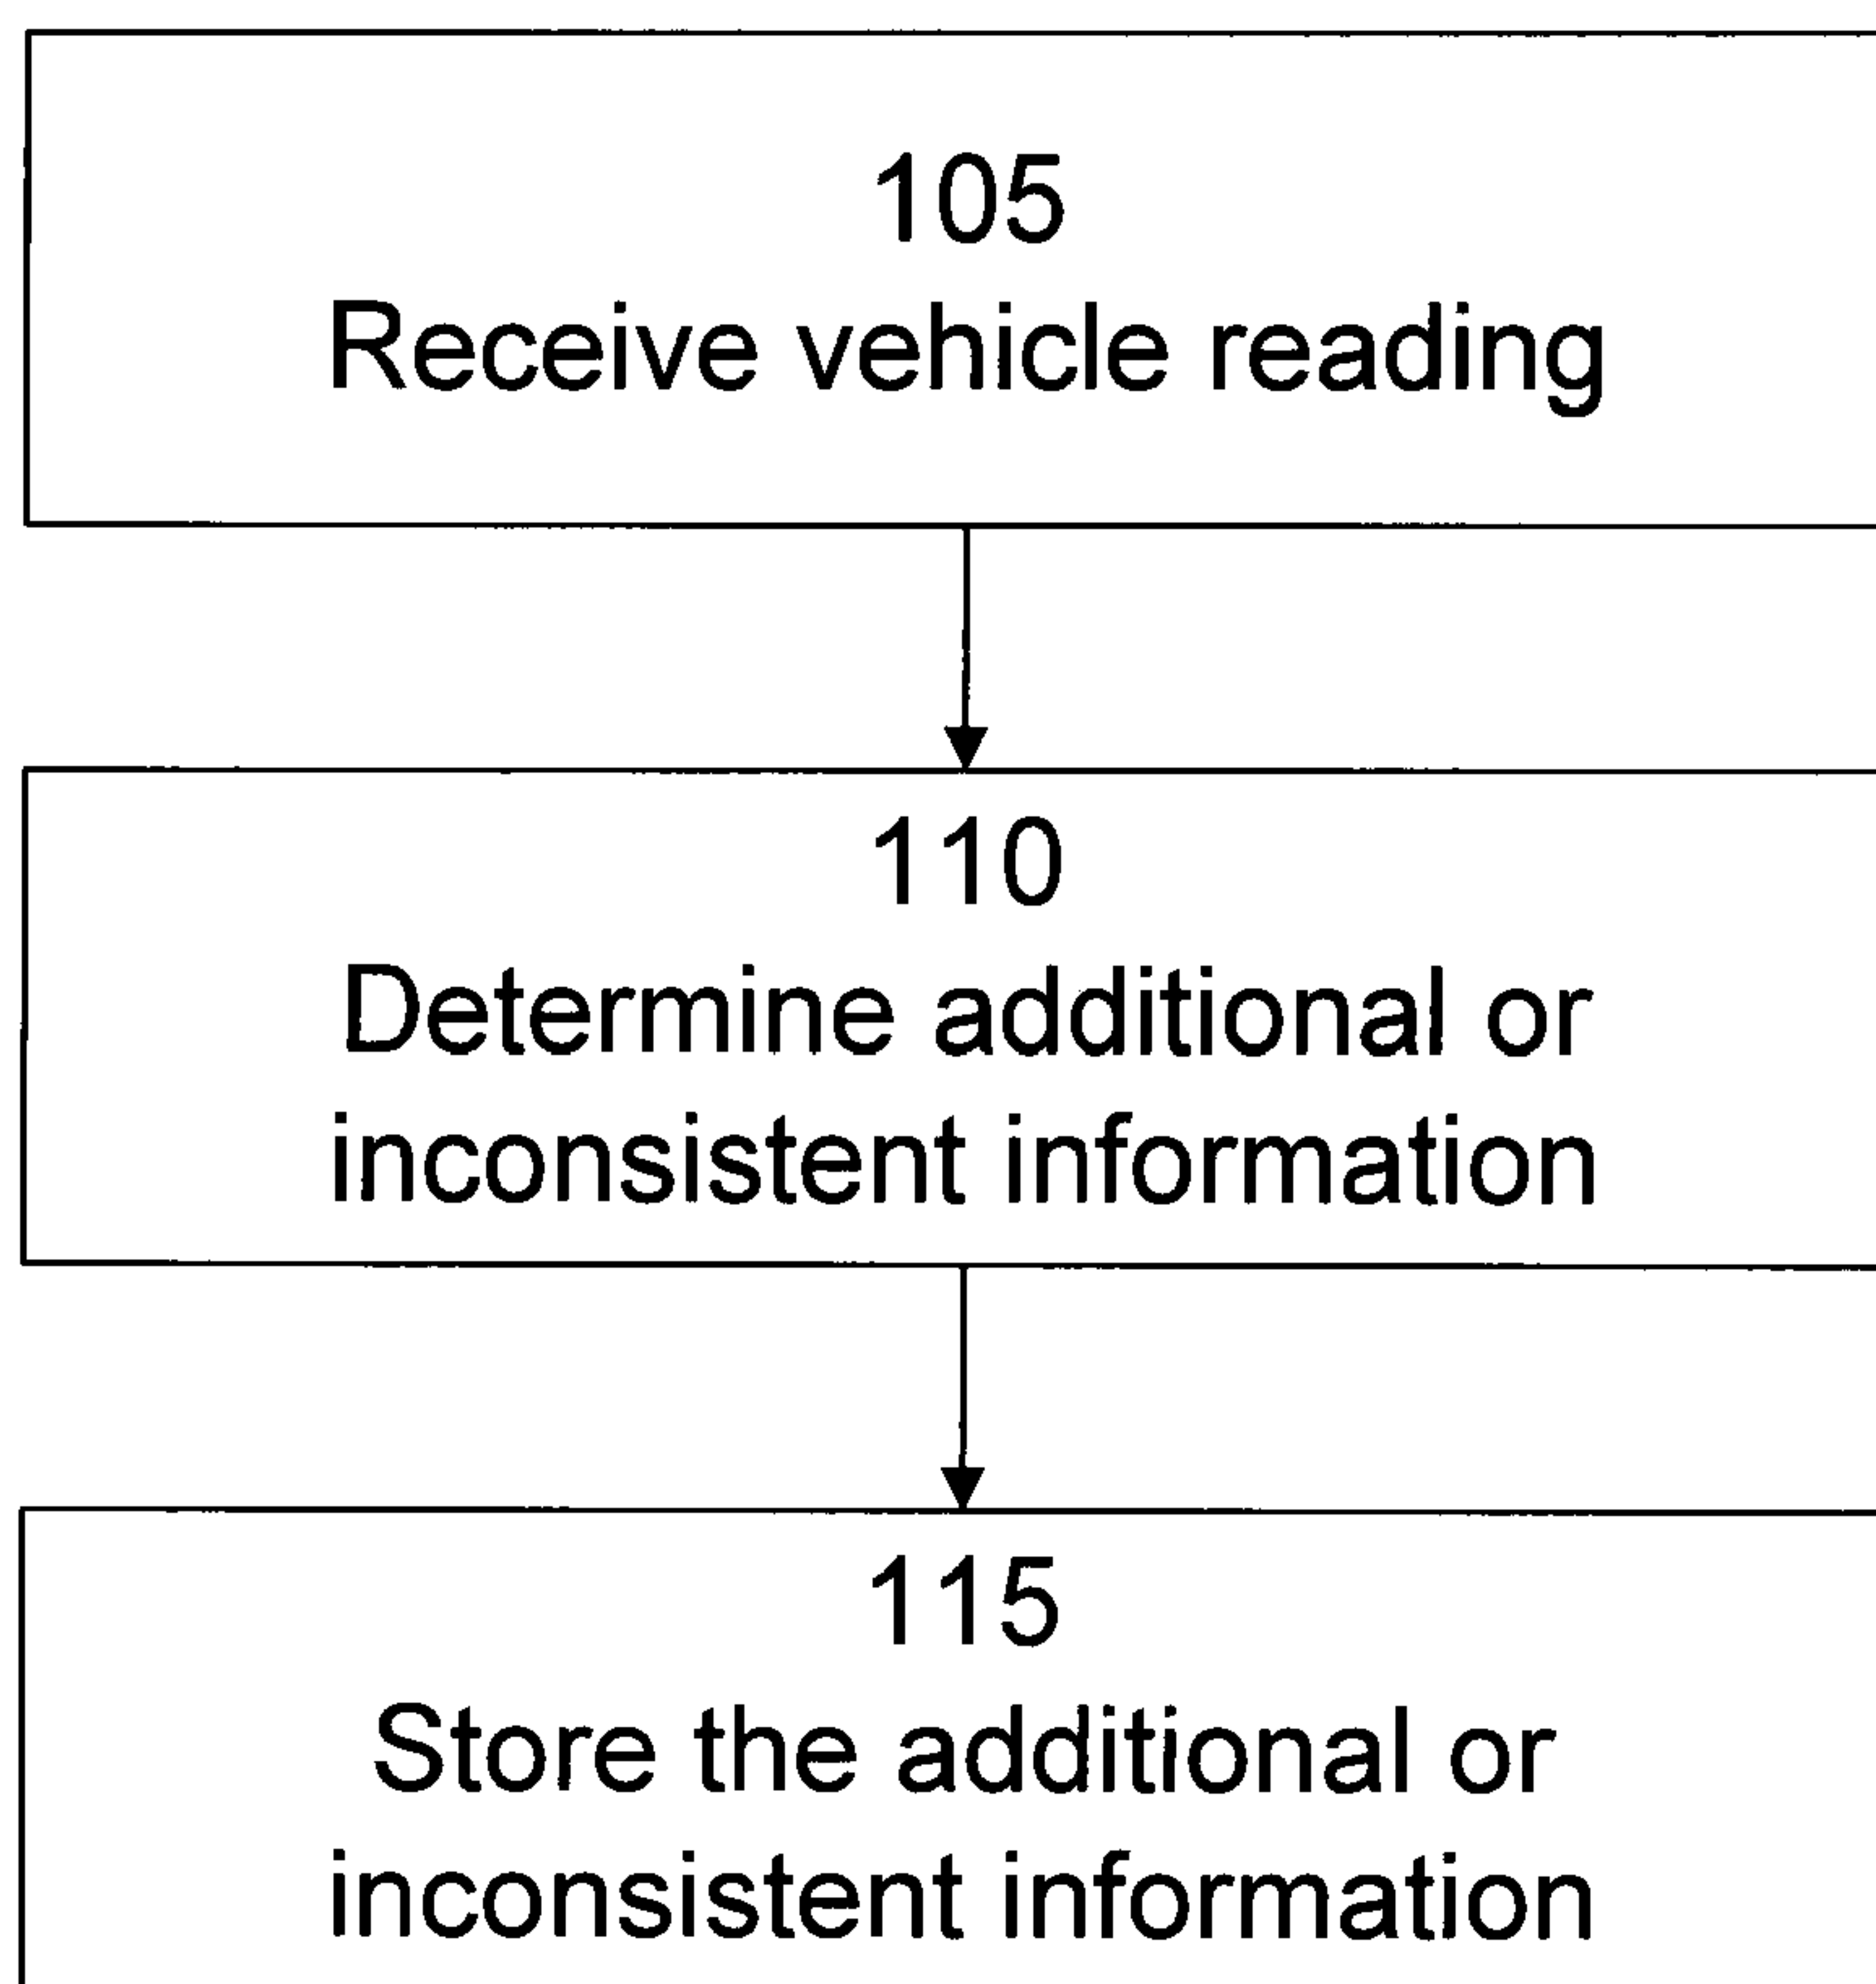 105
Receive vehicle reading
110
Determine additional or
inconsistent information
115
Store the additional or
inconsistent information